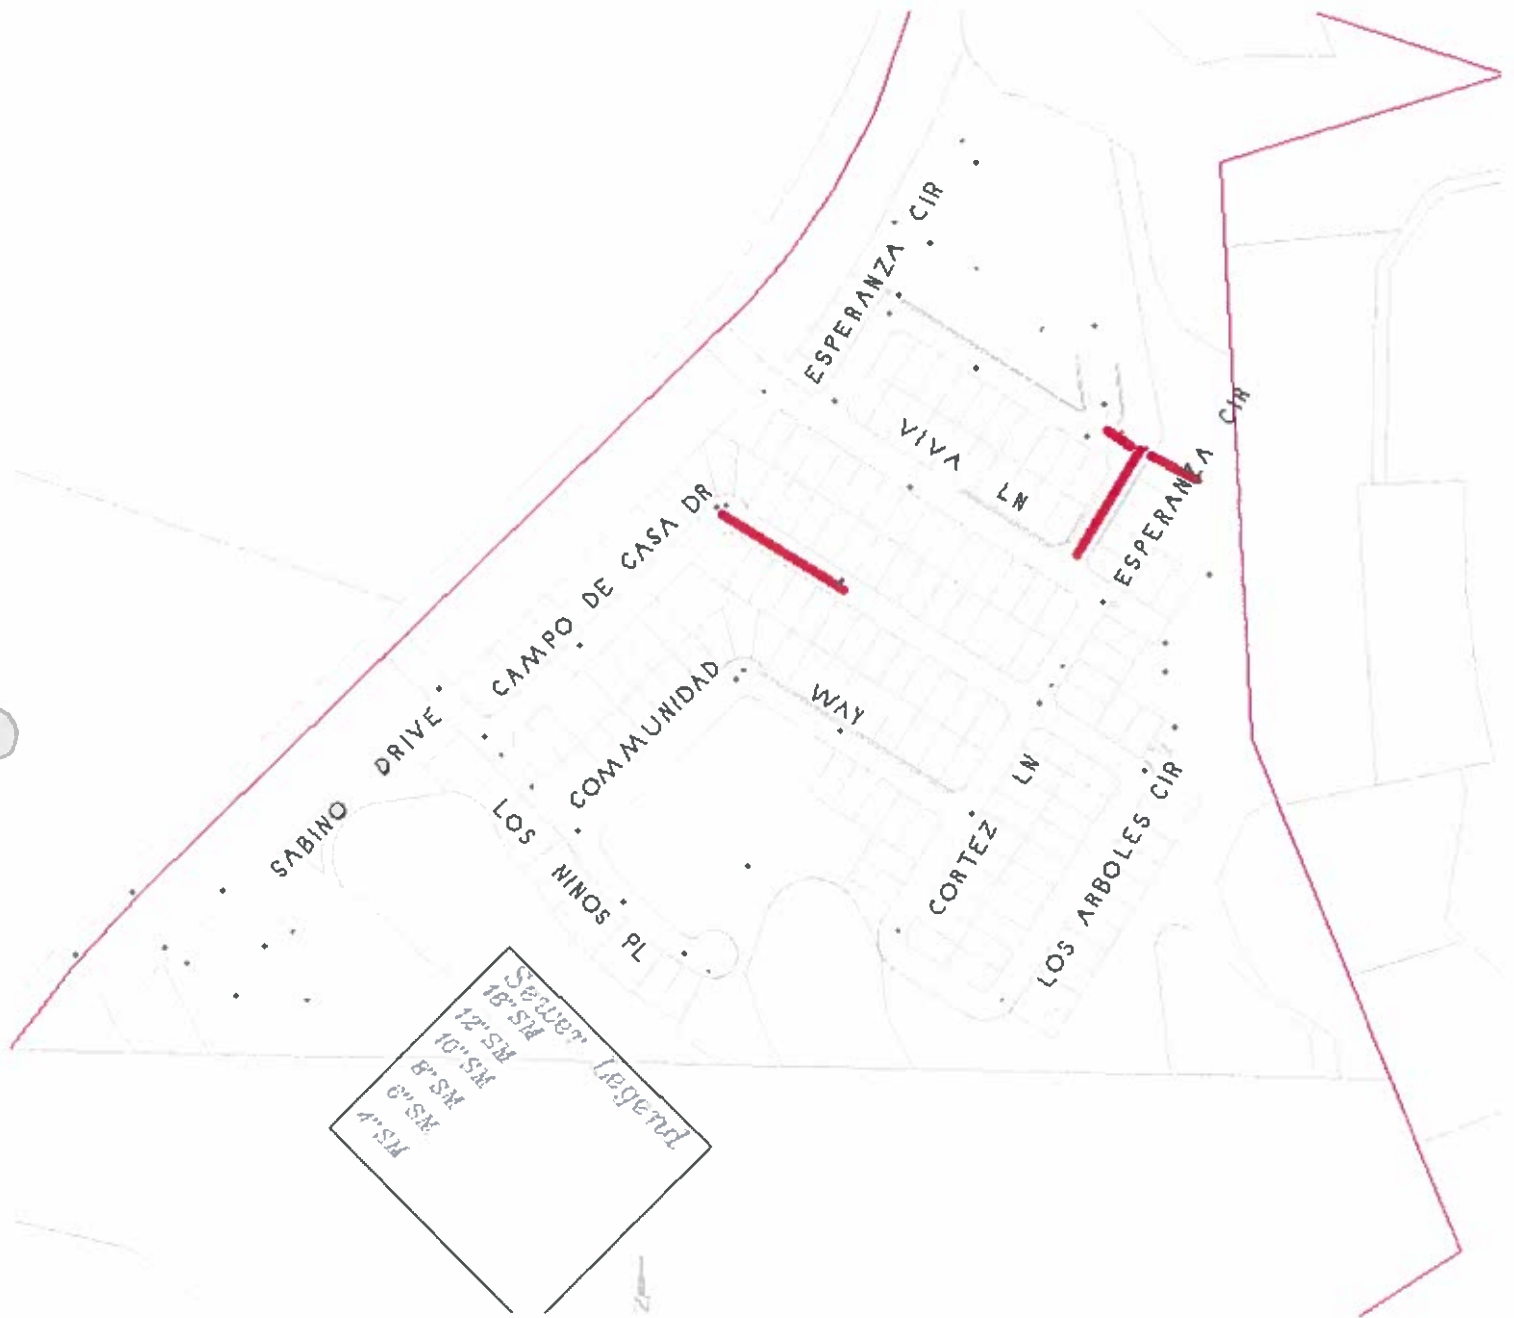 ESPERANZA CIR
VIVA LN
ESPERANZA CIR
CAMPO DE CASA DR
COMMUNIDAD WAY
SABINO DRIVE
LOS NINOS PL
CORTEZ LN
LOS ARBOLES CIR
Sewer Legend
18"SM
12"SM
10"SM
8"SM
6"SM
4"SM